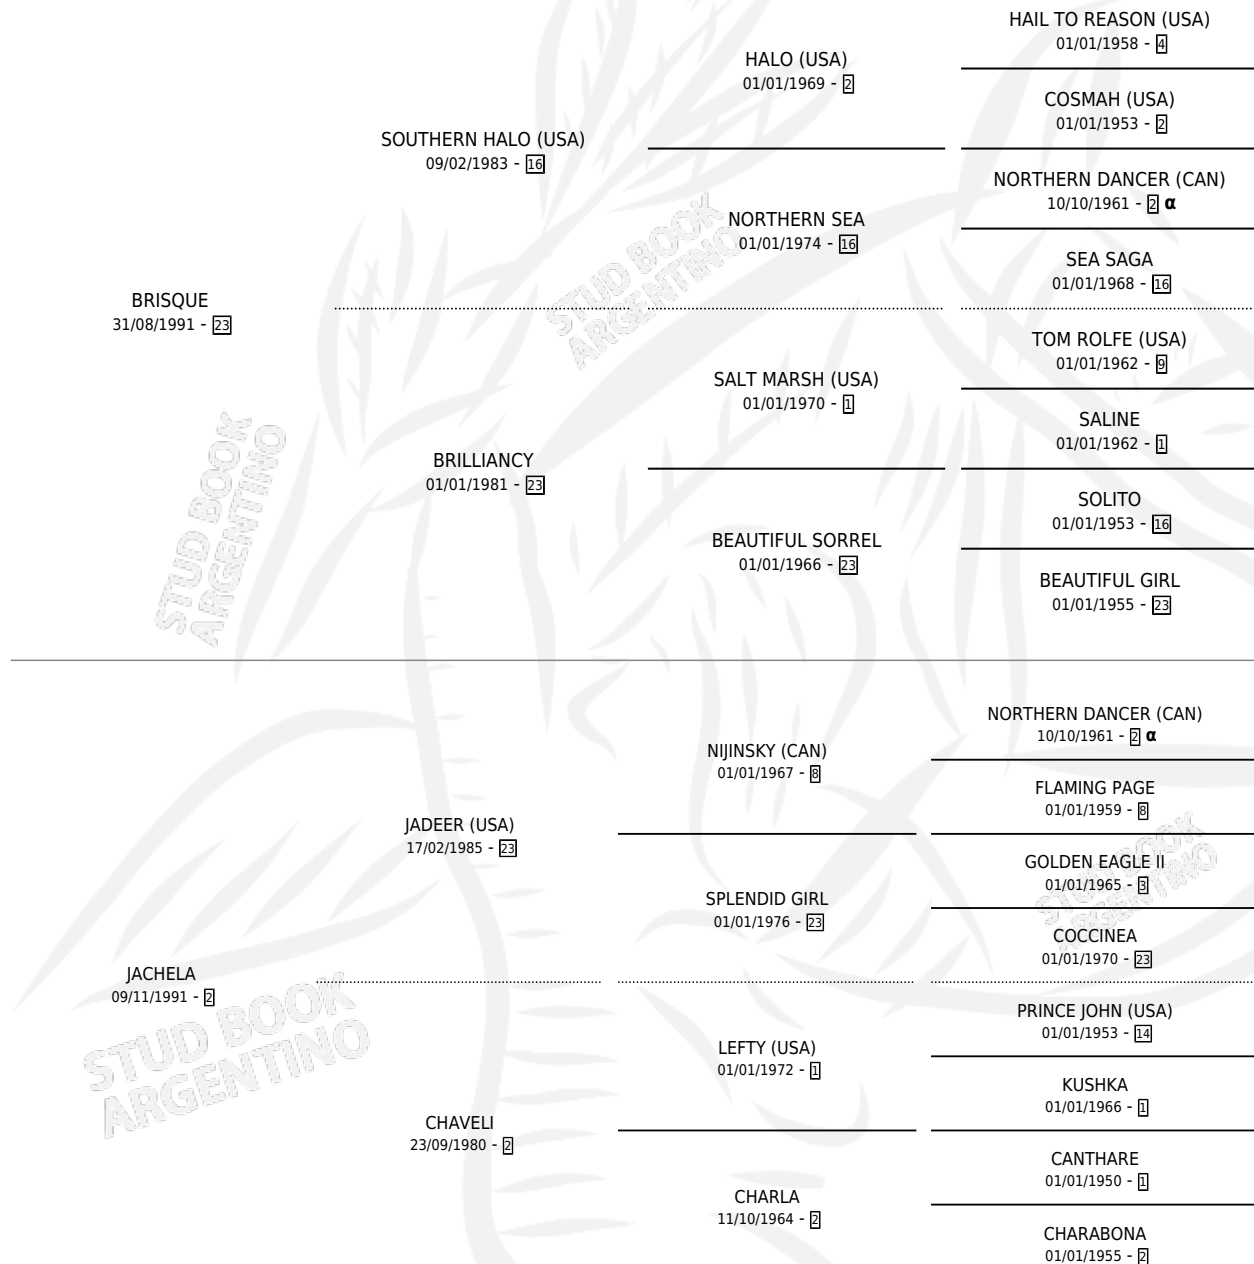 HAIL TO REASON (USA)
01/01/1958 - 4
HALO (USA)
01/01/1969 - 2
COSMAH (USA)
01/01/1953 - 2
SOUTHERN HALO (USA)
09/02/1983 - 16
NORTHERN DANCER (CAN)
10/10/1961 - 2 α
NORTHERN SEA
01/01/1974 - 16
SEA SAGA
01/01/1968 - 16
STUD BOOK
ARGENTINO
BRISQUE
31/08/1991 - 23
TOM ROLFE (USA)
01/01/1962 - 9
SALT MARSH (USA)
01/01/1970 - 1
SALINE
01/01/1962 - 1
BRILLIANCY
01/01/1981 - 23
SOLITO
01/01/1953 - 16
BEAUTIFUL SORREL
01/01/1966 - 23
BEAUTIFUL GIRL
01/01/1955 - 23
STUD BOOK
ARGENTINO
NORTHERN DANCER (CAN)
10/10/1961 - 2 α
NIJINSKY (CAN)
01/01/1967 - 8
FLAMING PAGE
01/01/1959 - 8
JADEER (USA)
17/02/1985 - 23
GOLDEN EAGLE II
01/01/1965 - 3
SPLENDID GIRL
01/01/1976 - 23
COCCINEA
01/01/1970 - 23
STUD BOOK
ARGENTINO
JACHELA
09/11/1991 - 2
PRINCE JOHN (USA)
01/01/1953 - 14
LEFTY (USA)
01/01/1972 - 1
KUSHKA
01/01/1966 - 1
STUD BOOK
ARGENTINO
CHAVELI
23/09/1980 - 2
CANTHARE
01/01/1950 - 1
CHARLA
11/10/1964 - 2
CHARABONA
01/01/1955 - 2